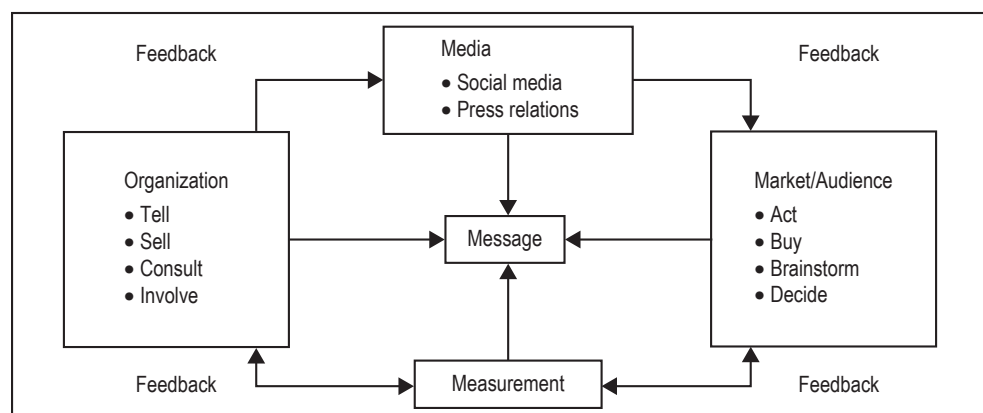 Feedback
Media
● Social media
● Press relations
Feedback
Organization
● Tell
● Sell
● Consult
● Involve
Message
Market/Audience
● Act
● Buy
● Brainstorm
● Decide
Feedback
Measurement
Feedback